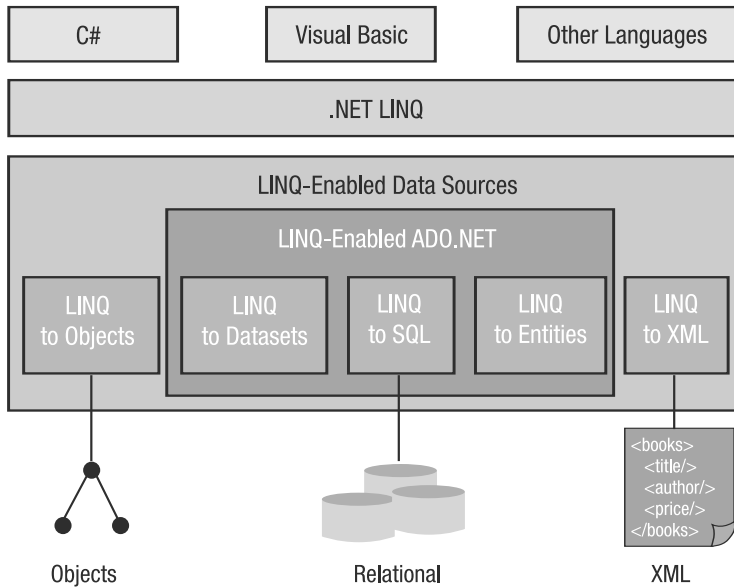 C#
Visual Basic
Other Languages
.NET LINQ
LINQ-Enabled Data Sources
LINQ-Enabled ADO.NET
LINQ
to Objects
LINQ
to Datasets
LINQ
to SQL
LINQ
to Entities
LINQ
to XML
<books>
<title/>
<author/>
<price/>
</books>
Objects
Relational
XML